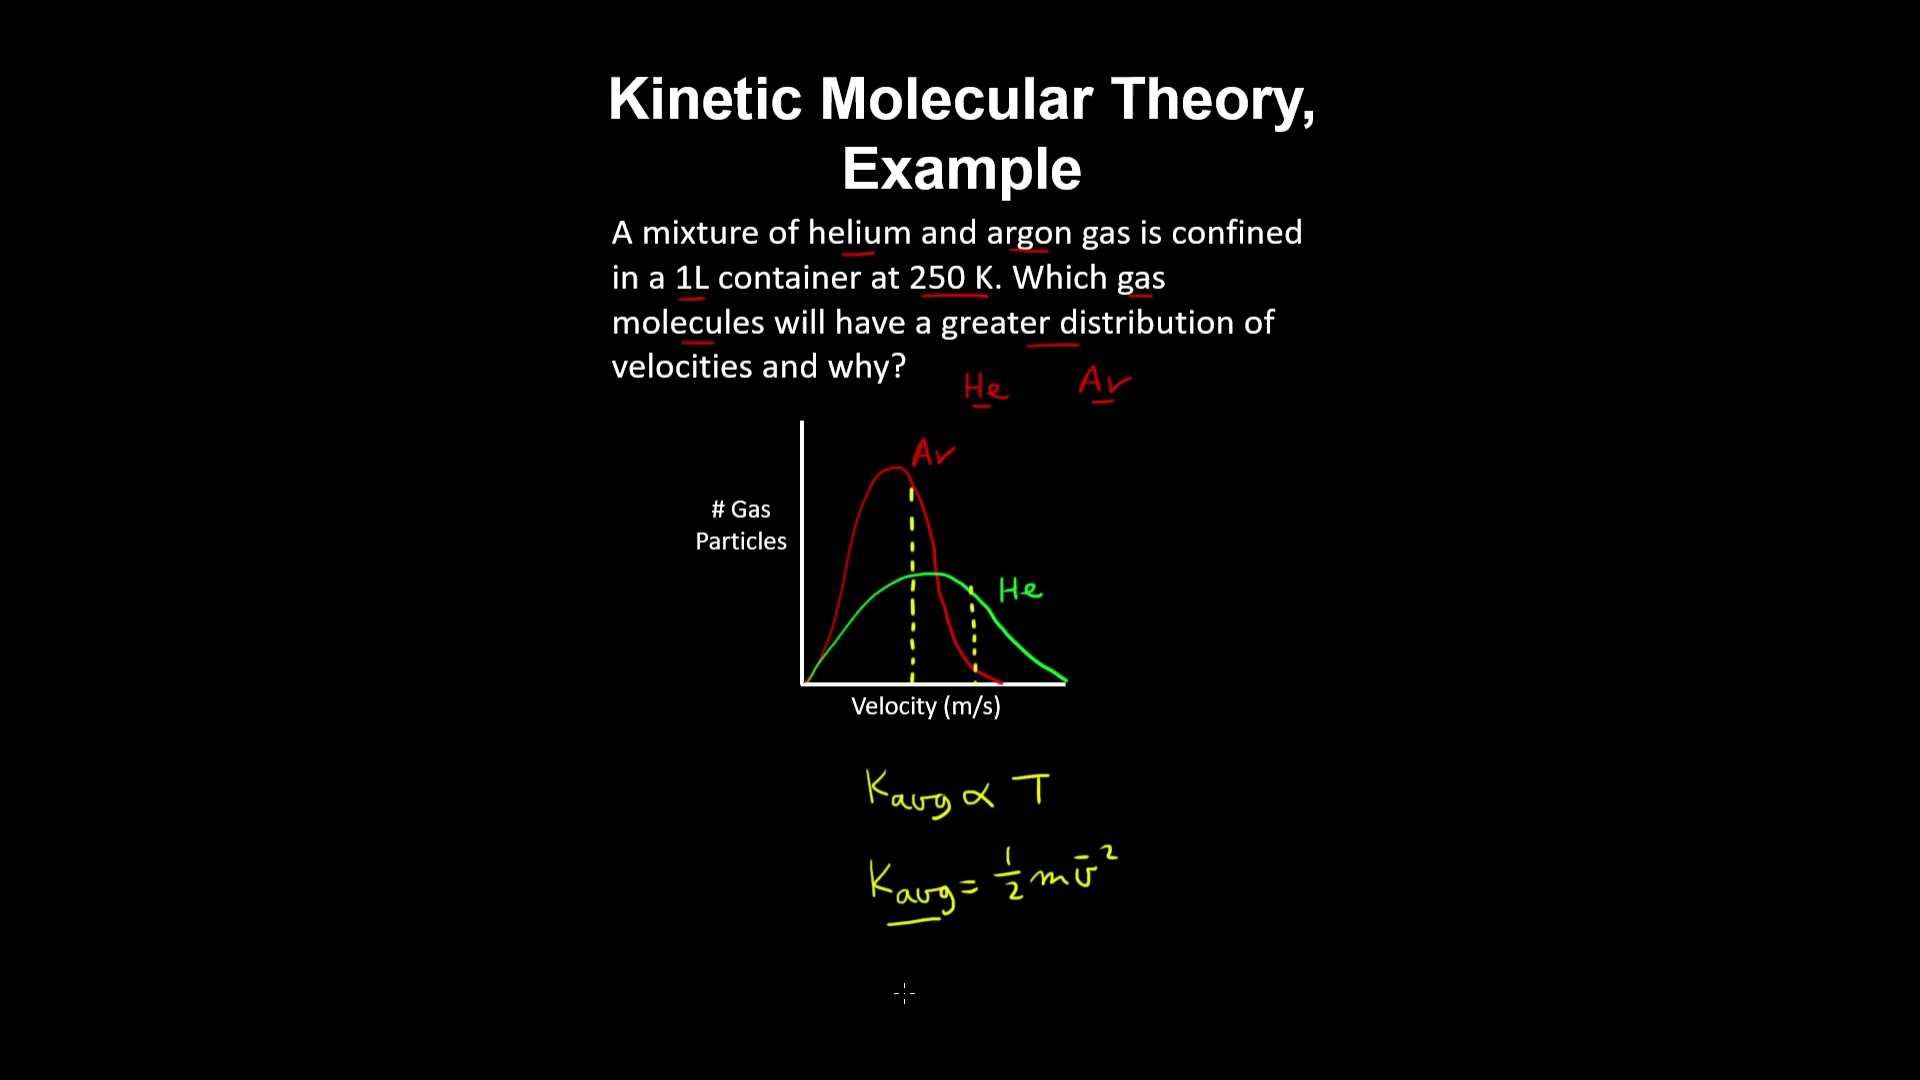 Kinetic Molecular Theory,
Example
A mixture of helium and argon gas is confined
in a 1L container at 250 K. Which gas
molecules will have a greater distribution of
velocities and why?
He Ar
Ar
# Gas
Particles
He
Velocity (m/s)
Kavg ∝ T
Kavg = 1/2 mv̄²